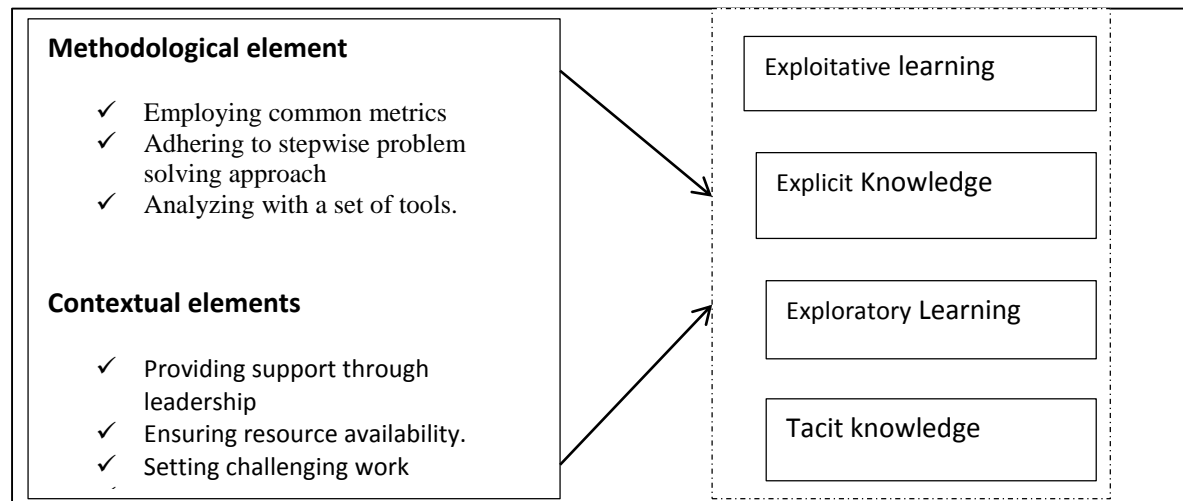 Methodological element
✓ Employing common metrics
✓ Adhering to stepwise problem
solving approach
✓ Analyzing with a set of tools.
Contextual elements
✓ Providing support through
leadership
✓ Ensuring resource availability.
✓ Setting challenging work
Exploitative learning
Explicit Knowledge
Exploratory Learning
Tacit knowledge